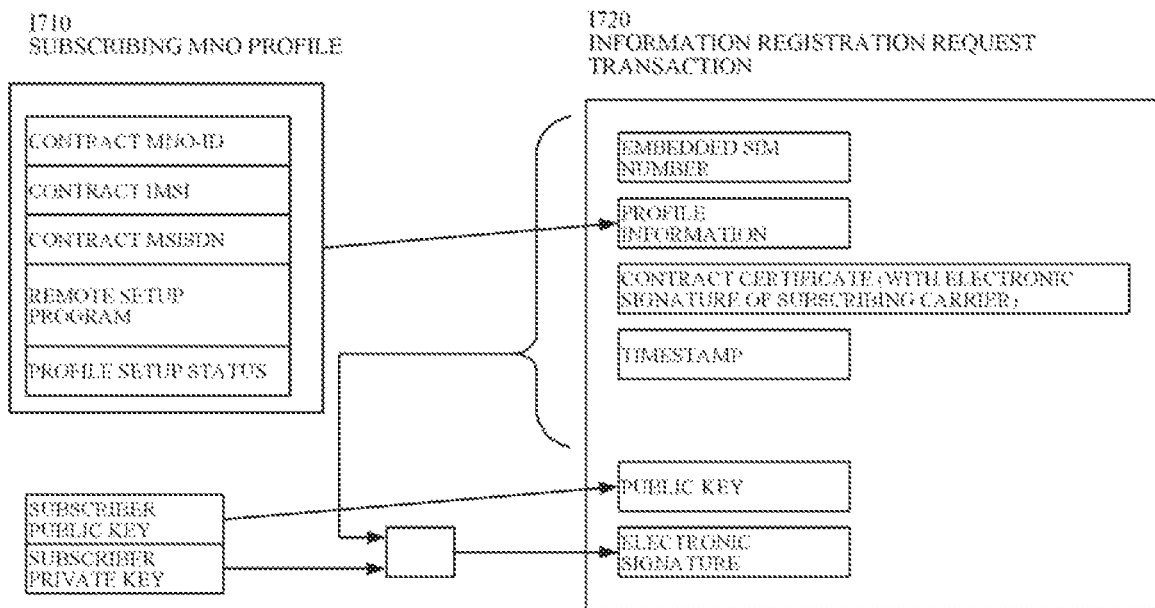 I710
SUBSCRIBING MNO PROFILE
CONTRACT MNO-ID
CONTRACT IMSI
CONTRACT MSISDN
REMOTE SETUP
PROGRAM
PROFILE SETUP STATUS
SUBSCRIBER
PUBLIC KEY
SUBSCRIBER
PRIVATE KEY
I720
INFORMATION REGISTRATION REQUEST
TRANSACTION
EMBEDDED SIM
NUMBER
PROFILE
INFORMATION
CONTRACT CERTIFICATE (WITH ELECTRONIC
SIGNATURE OF SUBSCRIBING CARRIER)
TIMESTAMP
PUBLIC KEY
ELECTRONIC
SIGNATURE